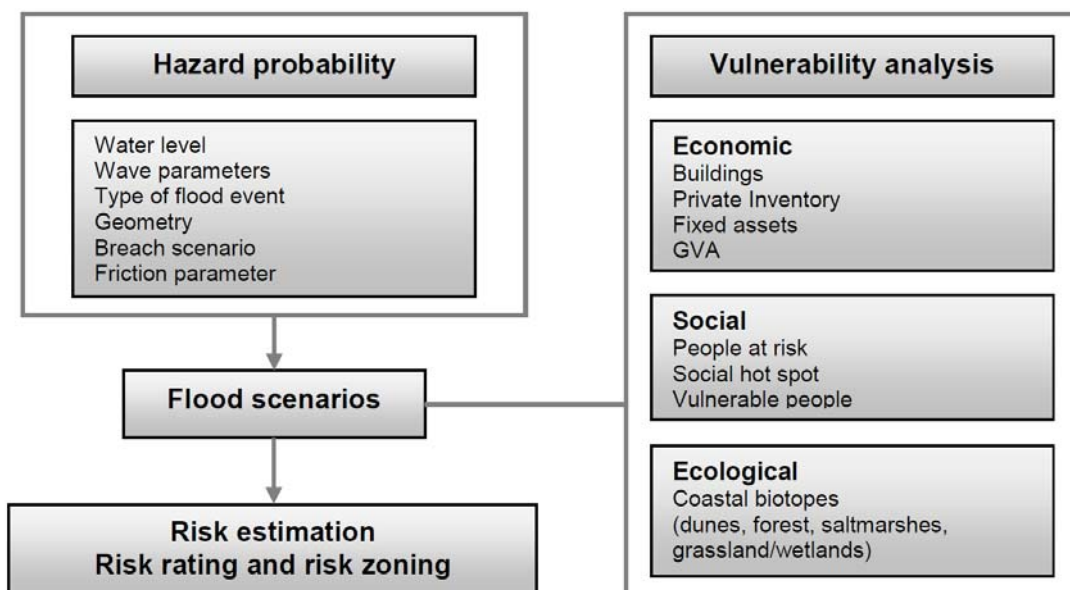 Hazard probability
Water level
Wave parameters
Type of flood event
Geometry
Breach scenario
Friction parameter
Flood scenarios
Risk estimation
Risk rating and risk zoning
Vulnerability analysis
Economic
Buildings
Private Inventory
Fixed assets
GVA
Social
People at risk
Social hot spot
Vulnerable people
Ecological
Coastal biotopes
(dunes, forest, saltmarshes,
grassland/wetlands)